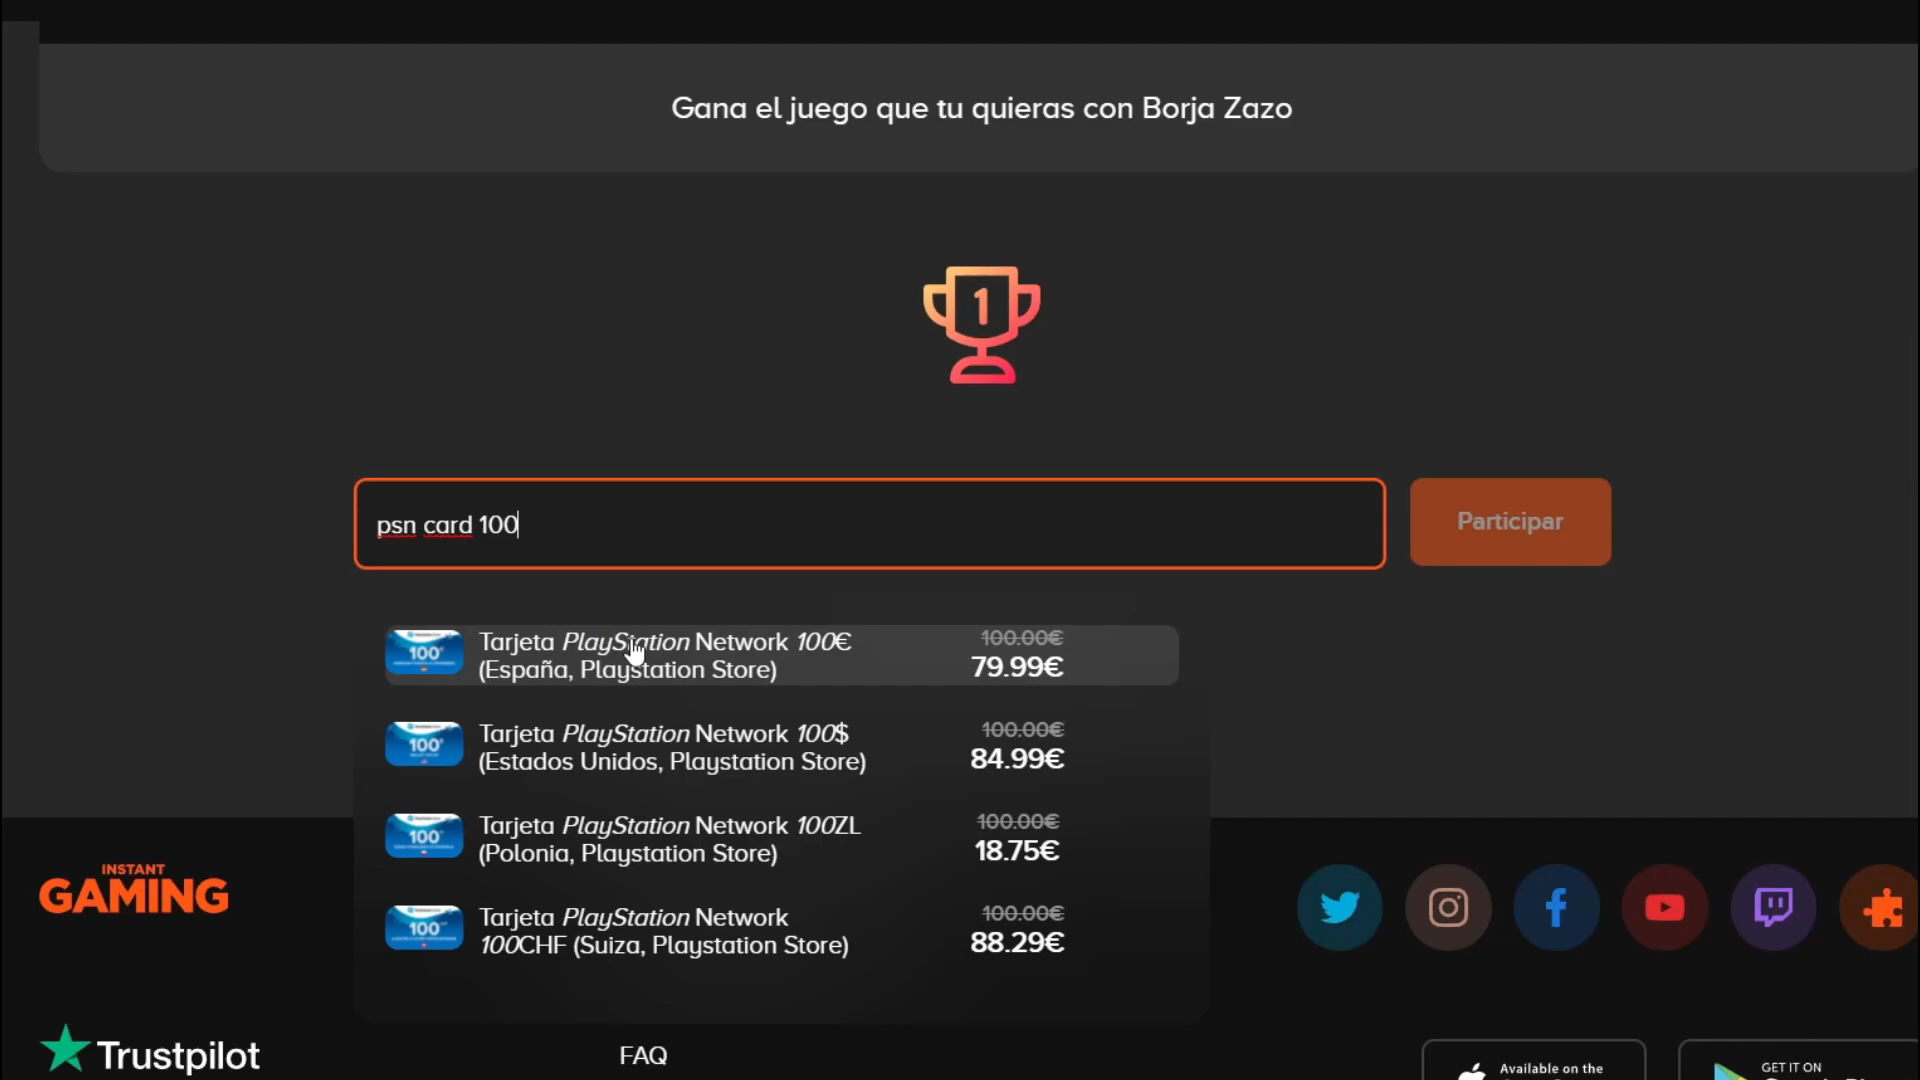 Gana el juego que tu quieras con Borja Zazo
1
psn card 100
Participar
100
Tarjeta PlayStation Network 100€
(España, Playstation Store)
100.00€
79.99€
100
Tarjeta PlayStation Network 100$
(Estados Unidos, Playstation Store)
100.00€
84.99€
100
Tarjeta PlayStation Network 100ZL
(Polonia, Playstation Store)
100.00€
18.75€
100
Tarjeta PlayStation Network
100CHF (Suiza, Playstation Store)
100.00€
88.29€
INSTANT
GAMING
Trustpilot
FAQ
Available on the
GET IT ON